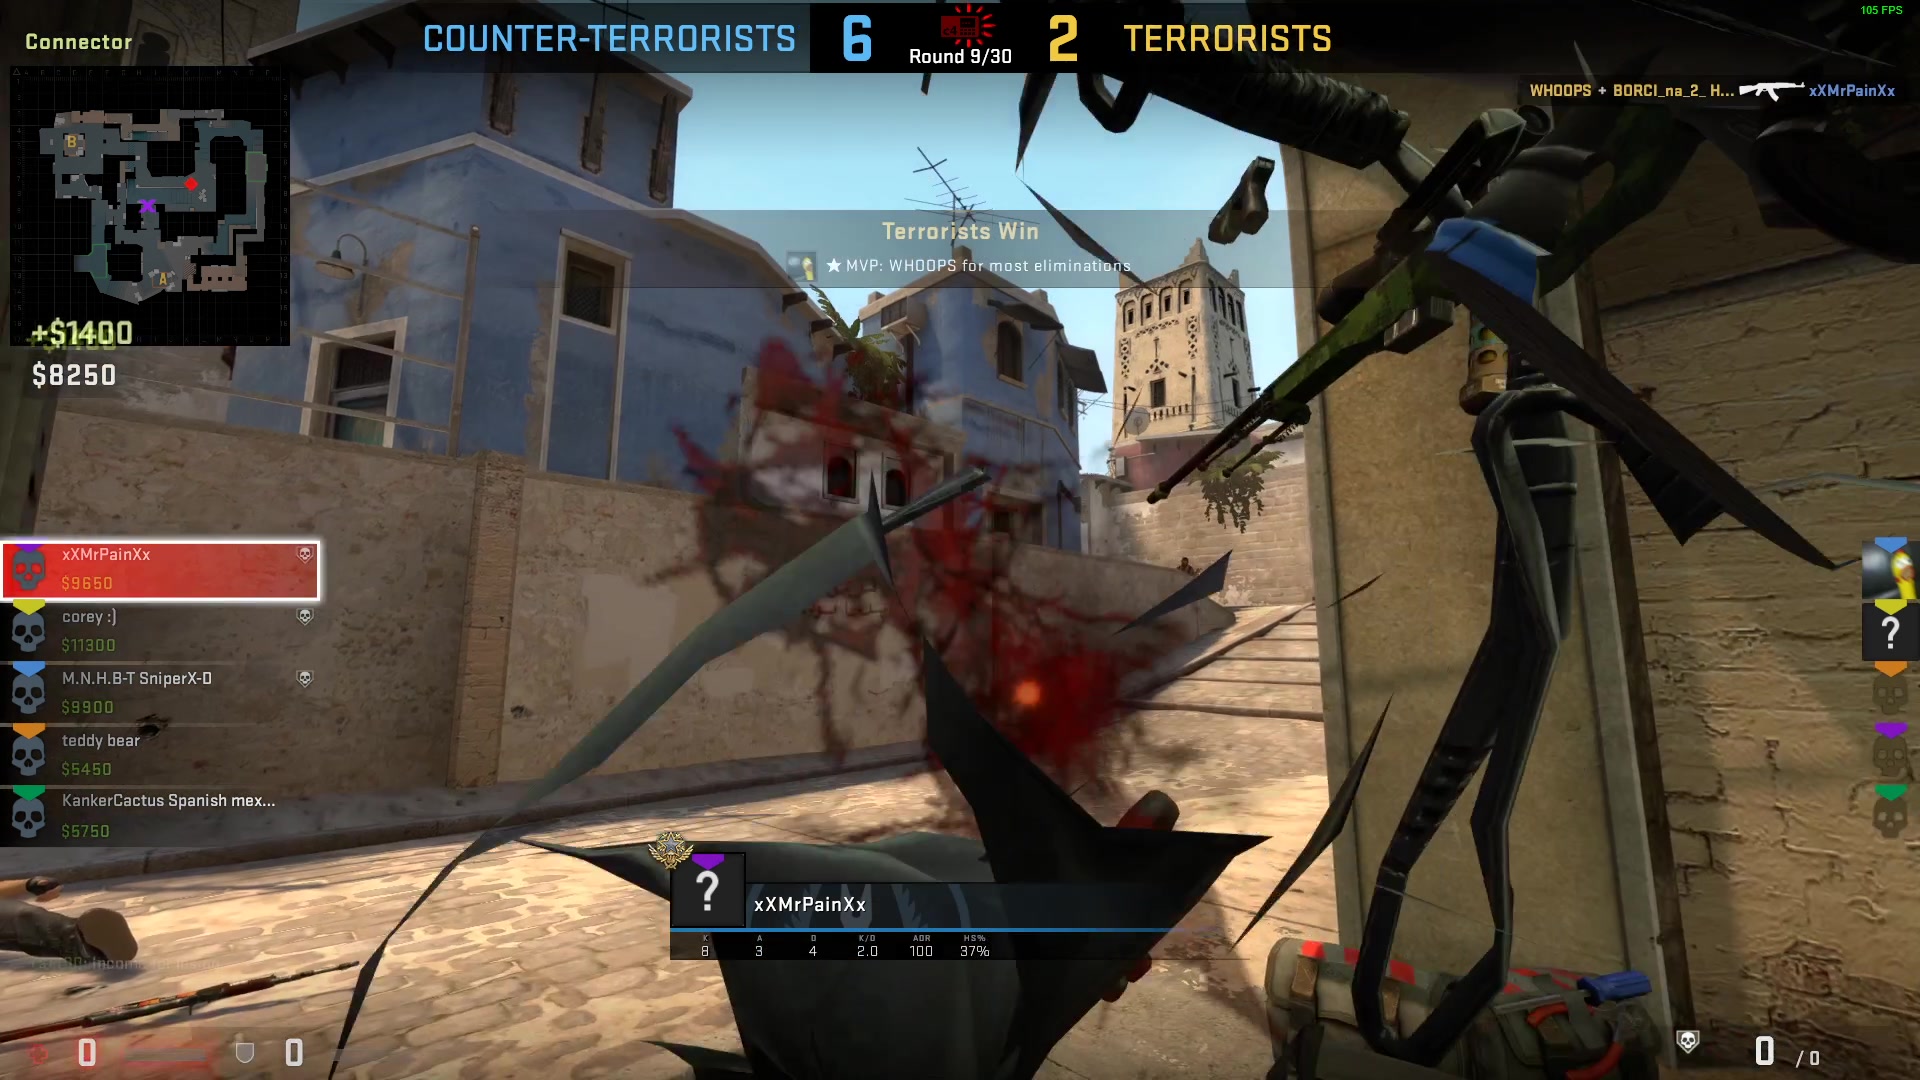 105 FPS
Connector
COUNTER-TERRORISTS 6 2 TERRORISTS
Round 9/30
WHOOPS + BORCI_na_2_ H... xXMrPainXx
B
A
Terrorists Win
★ MVP: WHOOPS for most eliminations
+$1400
$8250
xXMrPainXx
$9650
corey :)
$11300
M.N.H.B-T SniperX-D
$9900
teddy bear
$5450
KankerCactus Spanish mex...
$5750
?
?
xXMrPainXx
K A D K/D ADR HS%
8 3 4 2.0 100 37%
0 0
0 / 0